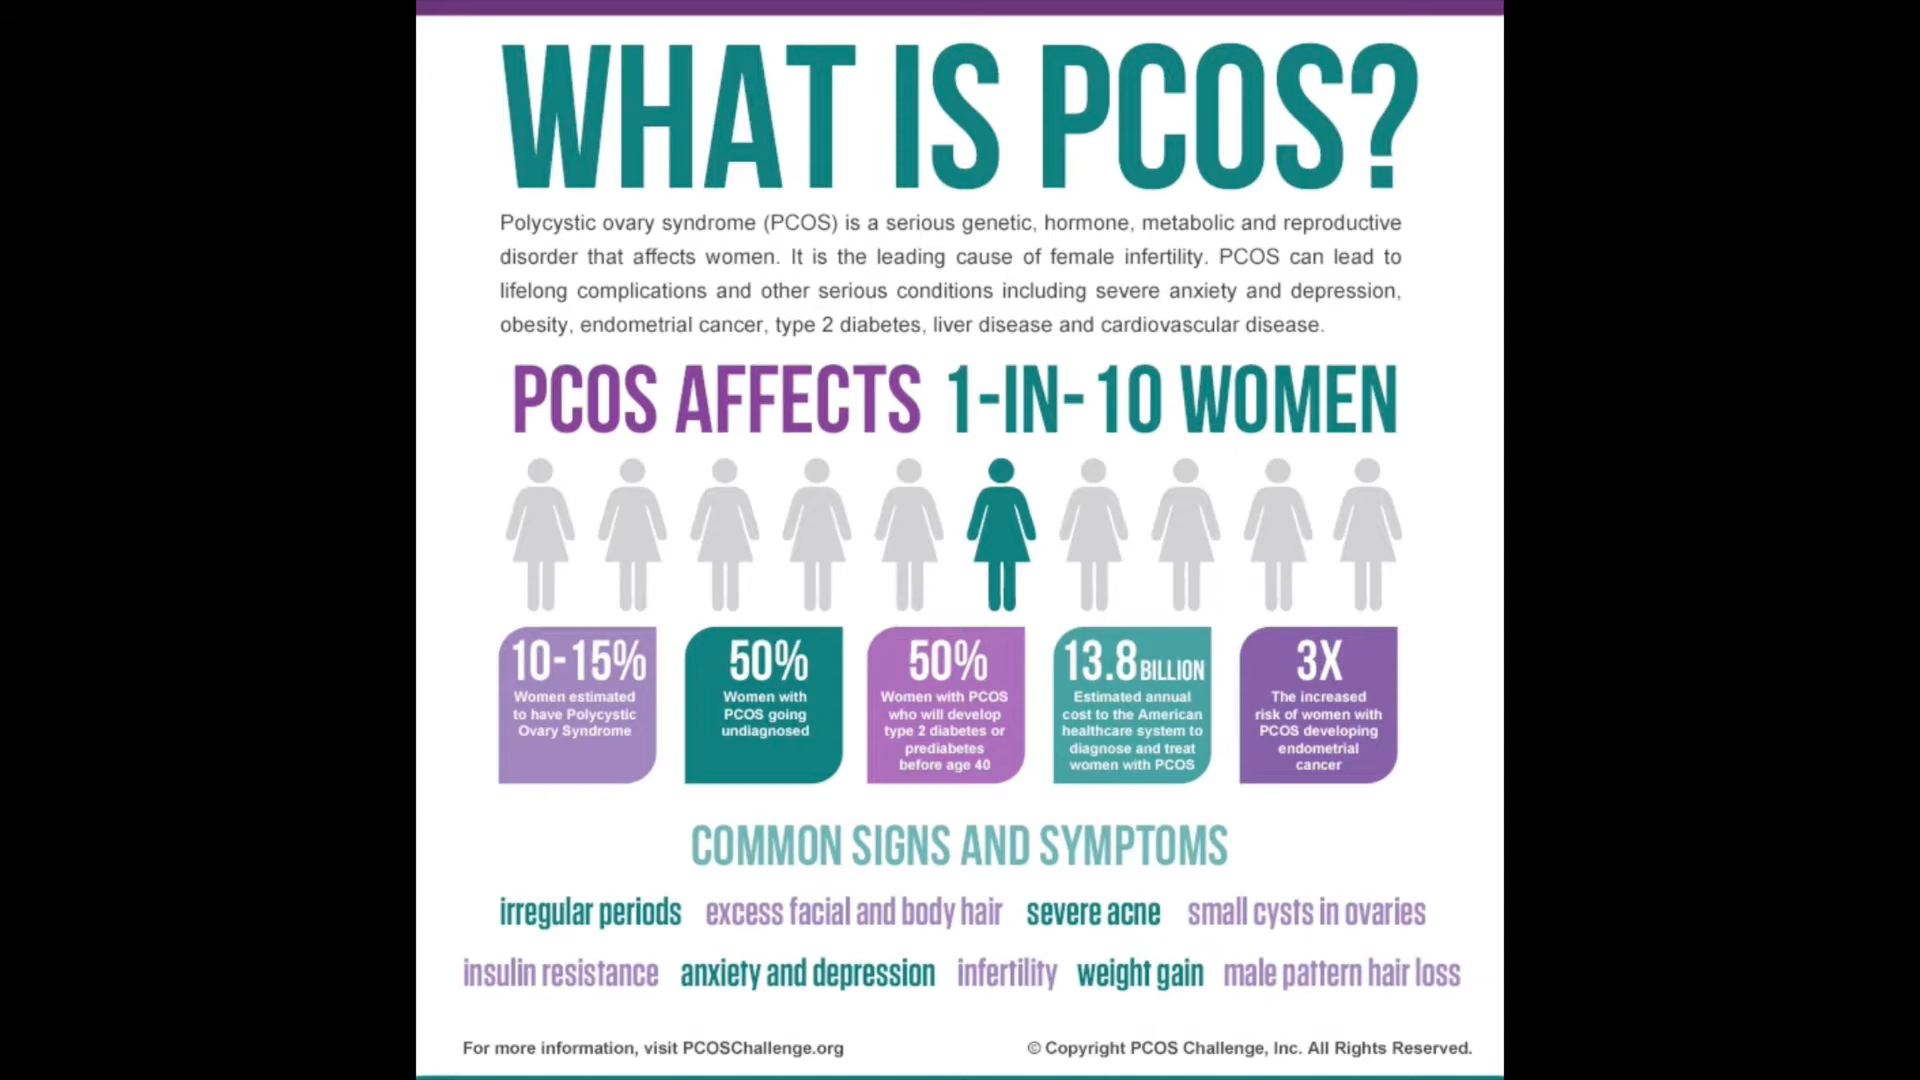 WHAT IS PCOS?
Polycystic ovary syndrome (PCOS) is a serious genetic, hormone, metabolic and reproductive
disorder that affects women. It is the leading cause of female infertility. PCOS can lead to
lifelong complications and other serious conditions including severe anxiety and depression,
obesity, endometrial cancer, type 2 diabetes, liver disease and cardiovascular disease.
PCOS AFFECTS 1-IN-10 WOMEN
10-15%
Women estimated
to have Polycystic
Ovary Syndrome
50%
Women with
PCOS going
undiagnosed
50%
Women with PCOS
who will develop
type 2 diabetes or
prediabetes
before age 40
13.8 BILLION
Estimated annual
cost to the American
healthcare system to
diagnose and treat
women with PCOS
3X
The increased
risk of women with
PCOS developing
endometrial
cancer
COMMON SIGNS AND SYMPTOMS
irregular periods excess facial and body hair severe acne small cysts in ovaries
insulin resistance anxiety and depression infertility weight gain male pattern hair loss
For more information, visit PCOSChallenge.org © Copyright PCOS Challenge, Inc. All Rights Reserved.